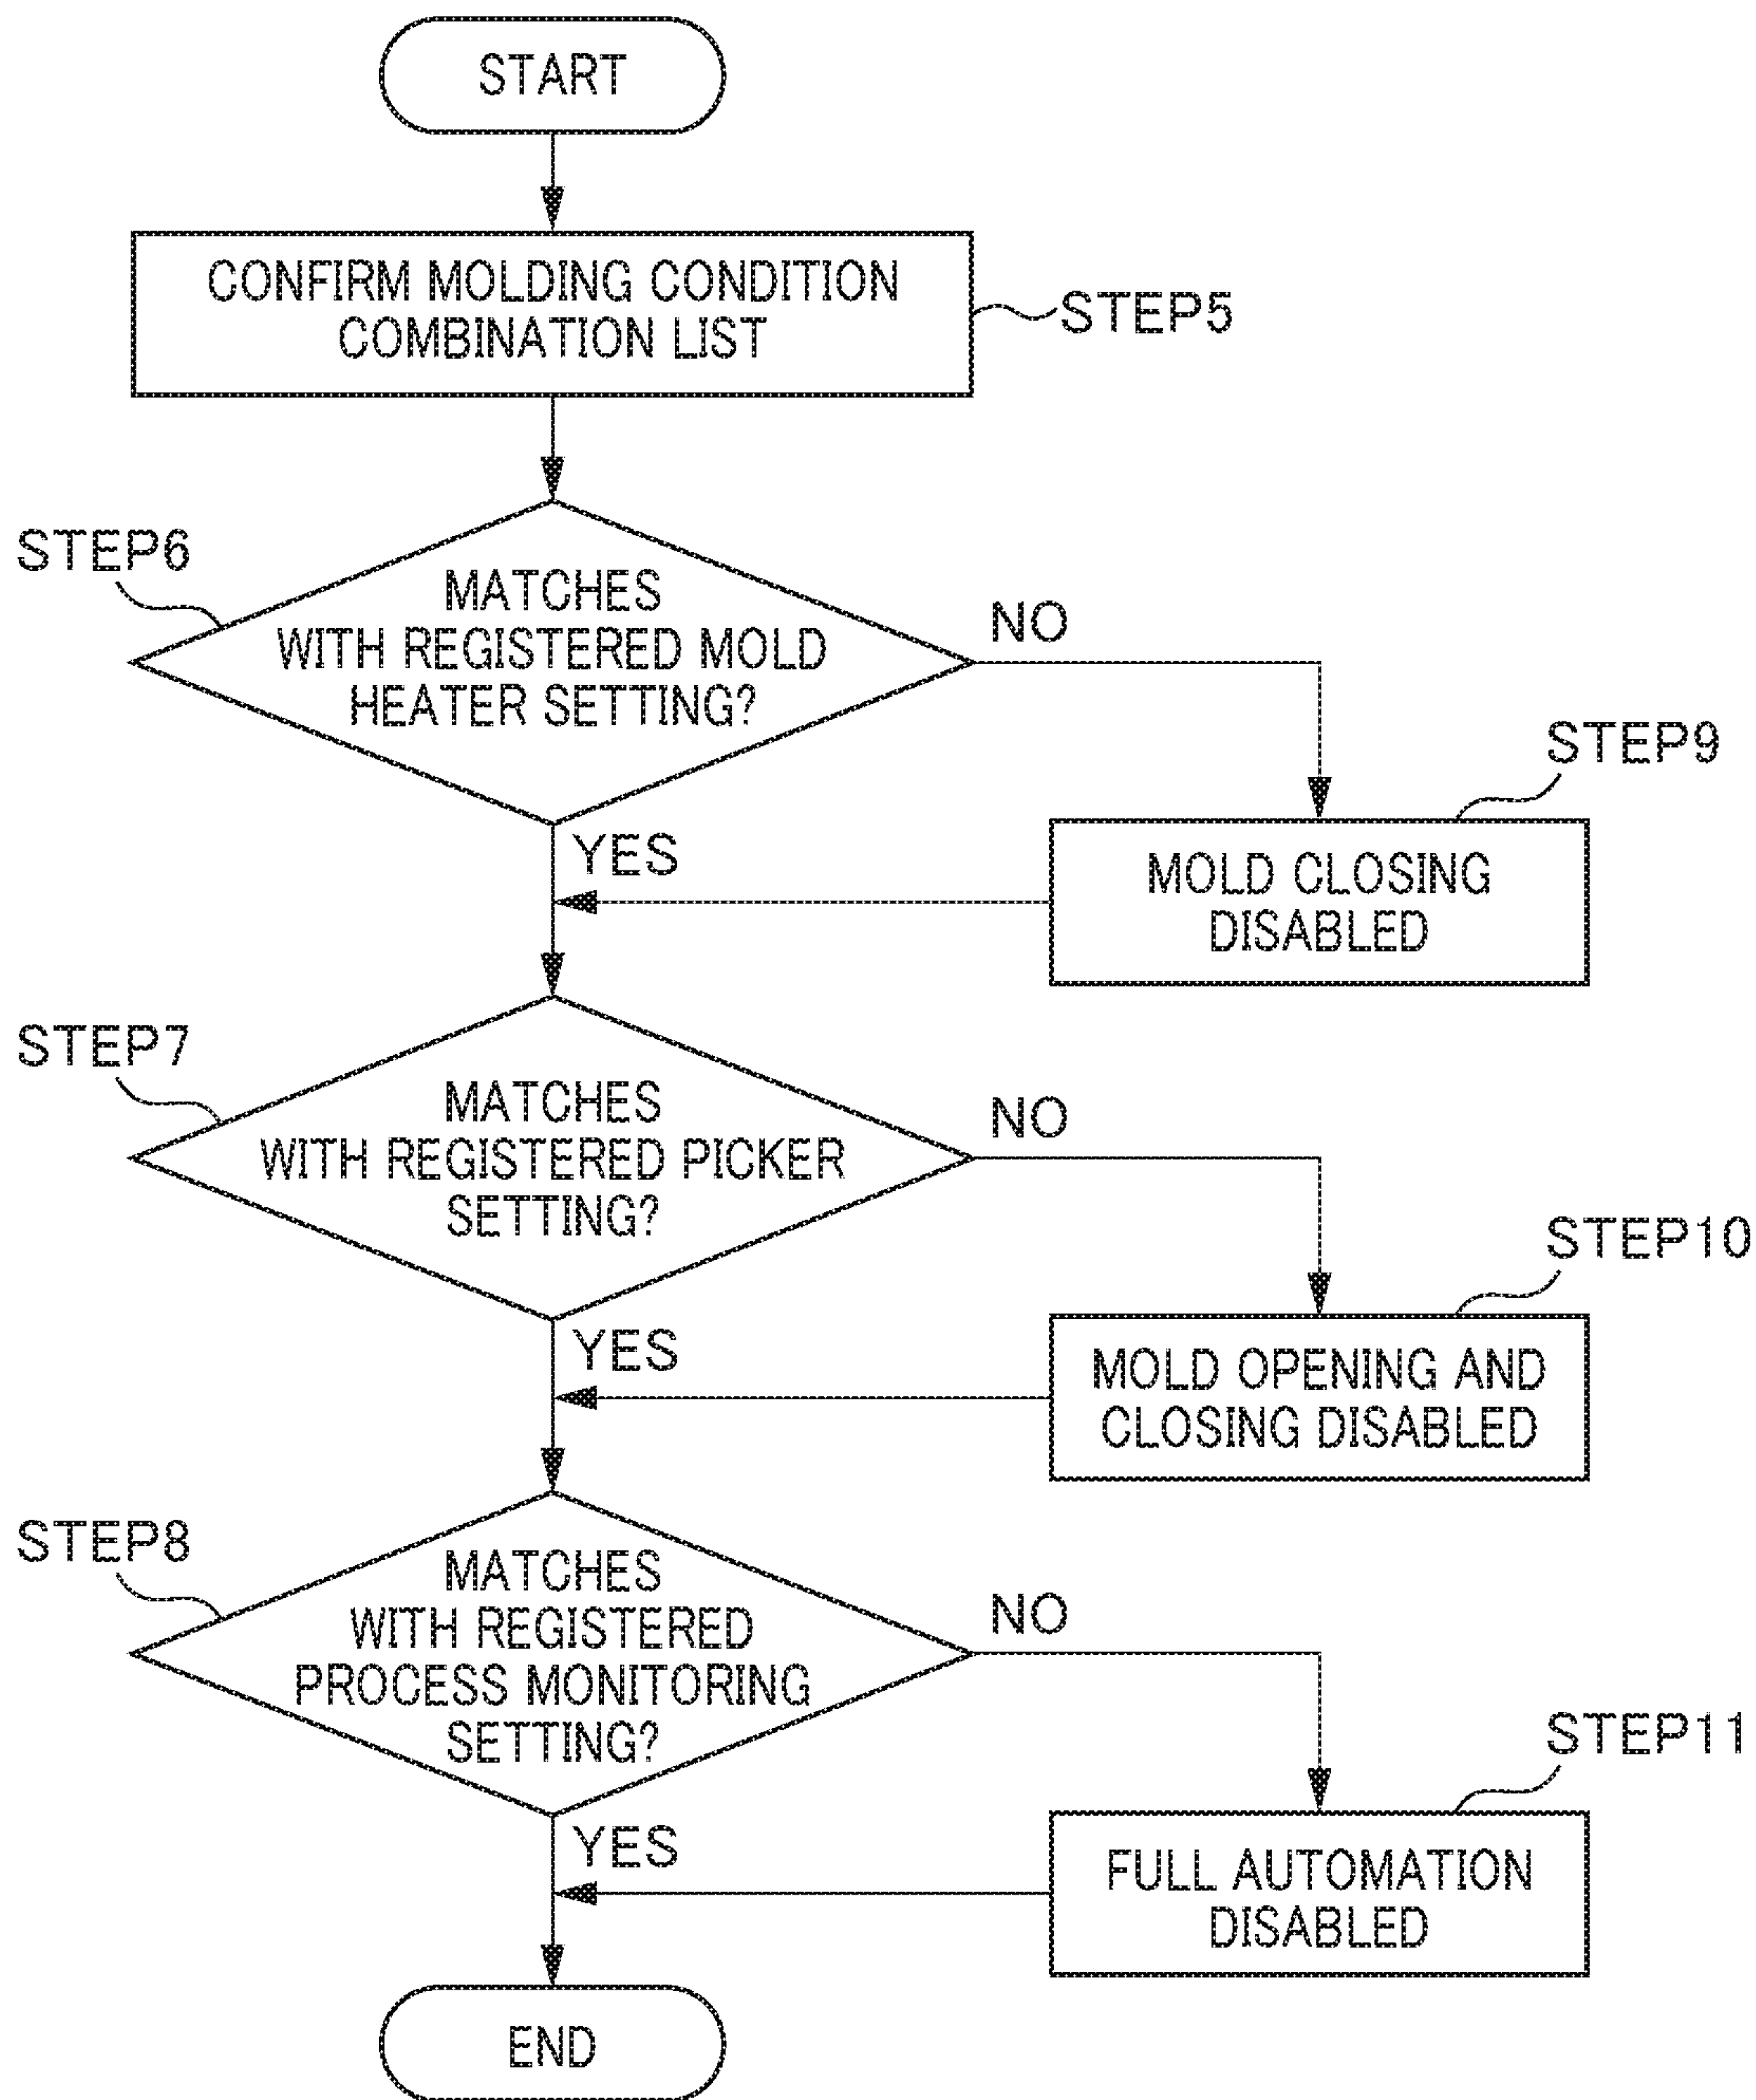 START
CONFIRM MOLDING CONDITION
COMBINATION LIST
STEP5
STEP6
MATCHES
WITH REGISTERED MOLD
HEATER SETTING?
NO
STEP9
YES
MOLD CLOSING
DISABLED
STEP7
MATCHES
WITH REGISTERED PICKER
SETTING?
NO
STEP10
YES
MOLD OPENING AND
CLOSING DISABLED
STEP8
MATCHES
WITH REGISTERED
PROCESS MONITORING
SETTING?
NO
STEP11
YES
FULL AUTOMATION
DISABLED
END